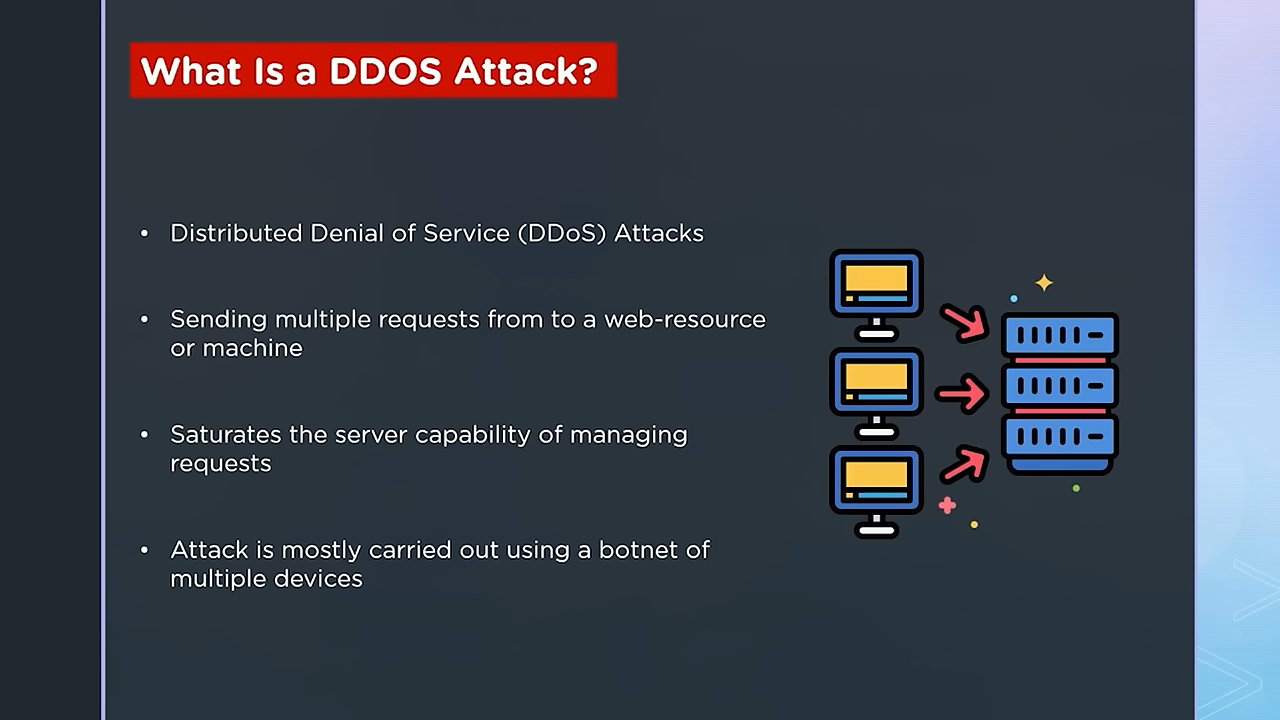 What Is a DDOS Attack?
• Distributed Denial of Service (DDoS) Attacks
• Sending multiple requests from to a web-resource
or machine
• Saturates the server capability of managing
requests
• Attack is mostly carried out using a botnet of
multiple devices